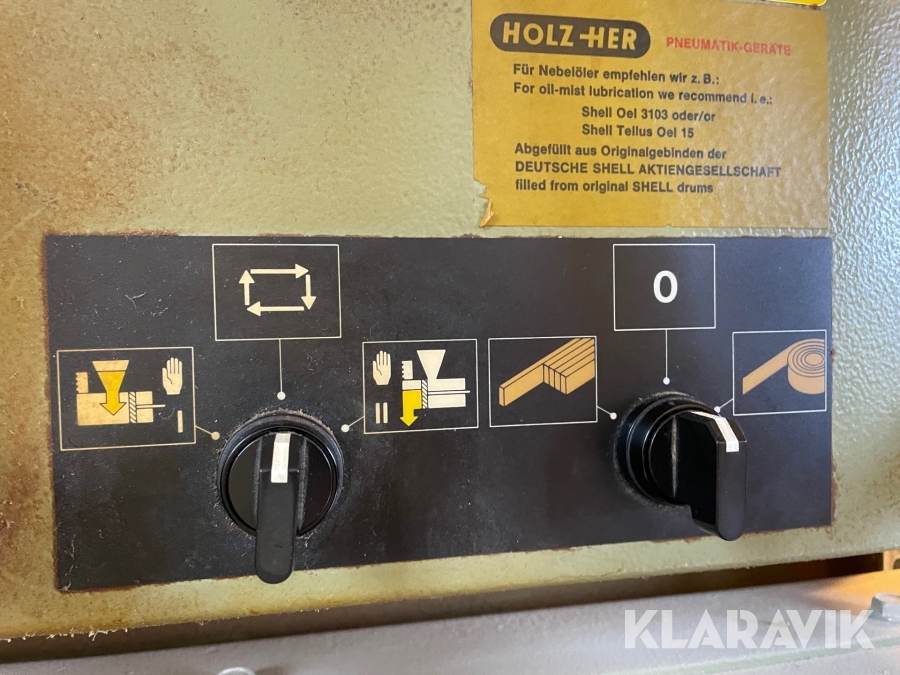 HOLZ-HER PNEUMATIK-GERÄTE
Für Nebelöler empfehlen wir z.B.:
For oil-mist lubrication we recommend i.e.:
Shell Oel 3103 oder/or
Shell Tellus Oel 15
Abgefüllt aus Originalgebinden der
DEUTSCHE SHELL AKTIENGESELLSCHAFT
filled from original SHELL drums
0
I
II
KLARAVIK